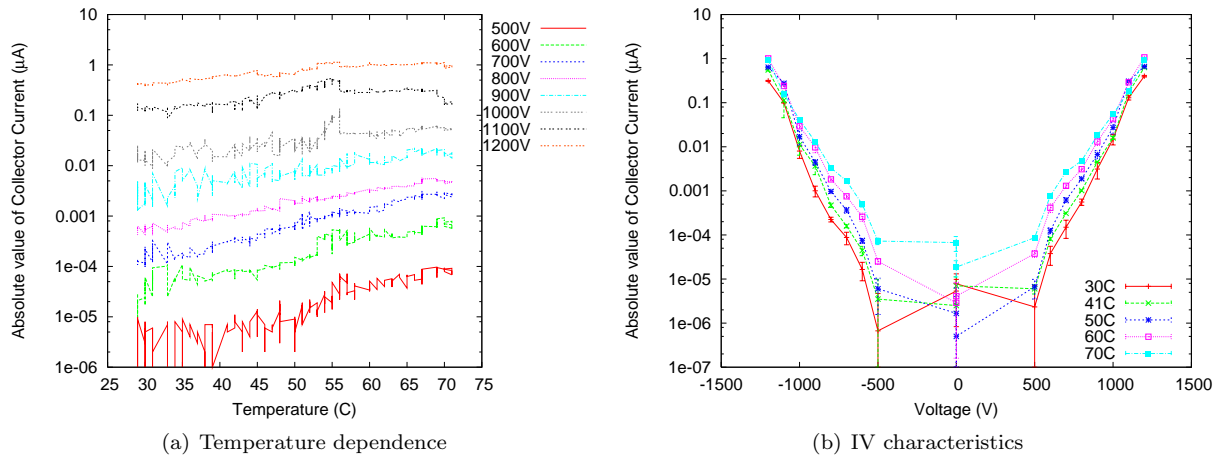 Absolute value of Collector Current (µA)
10
1
0.1
0.01
0.001
1e-04
1e-05
1e-06
25 30 35 40 45 50 55 60 65 70 75
Temperature (C)
500V
600V
700V
800V
900V
1000V
1100V
1200V
(a) Temperature dependence
Absolute value of Collector Current (µA)
10
1
0.1
0.01
0.001
1e-04
1e-05
1e-06
1e-07
-1500 -1000 -500 0 500 1000 1500
Voltage (V)
30C
41C
50C
60C
70C
(b) IV characteristics